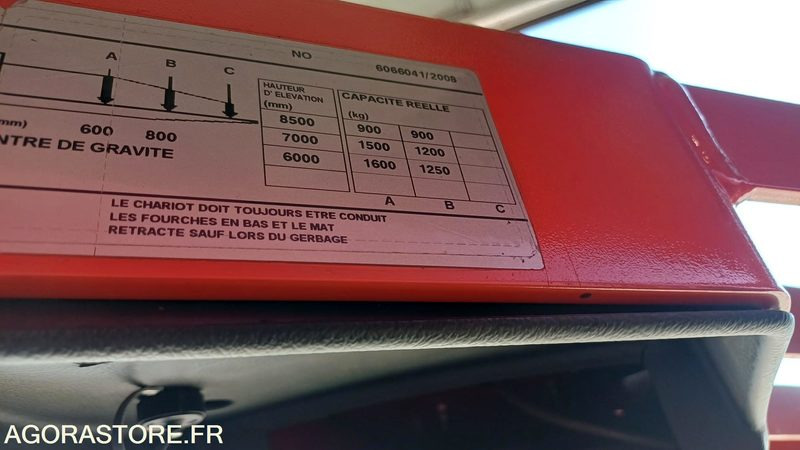 NO 6066041/2008
A B C
mm)
600 800
NTRE DE GRAVITE
HAUTEUR
D' ELEVATION
(mm)
CAPACITE REELLE
(kg)
8500 900 900
7000 1500 1200
6000 1600 1250
A B C
LE CHARIOT DOIT TOUJOURS ETRE CONDUIT
LES FOURCHES EN BAS ET LE MAT
RETRACTE SAUF LORS DU GERBAGE
AGORASTORE.FR